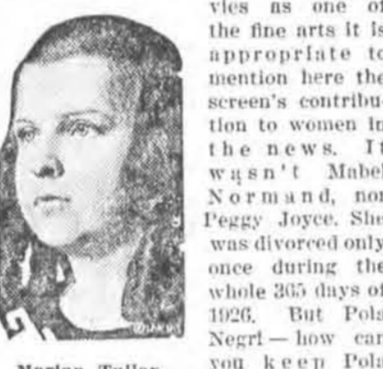 vies as one of
the fine arts it is
appropriate to
mention here the
screen's contribu
tion to women in
the news. It
wasn't Mabel
Normand, nor
Peggy Joyce. She
was divorced only
once during the
whole 365 days of
1926. But Pola
Negri — how can
you keep Pola
Marion Talley